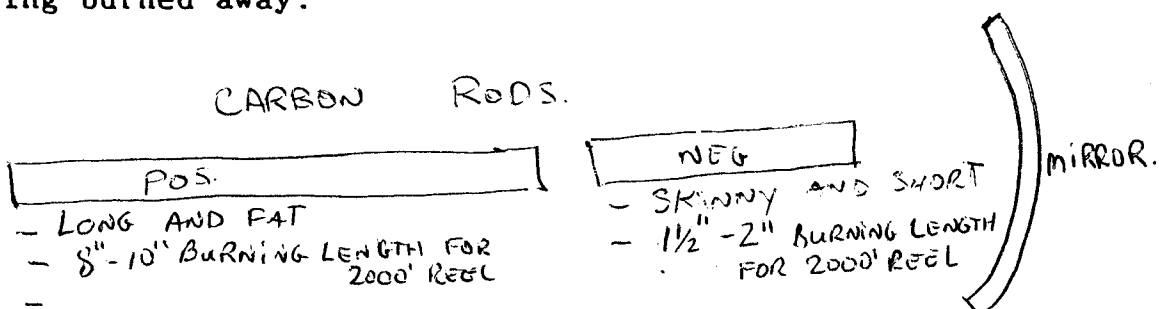 ing burned away.
CARBON RODS.
POS.
- LONG AND FAT
- 8"-10" BURNING LENGTH FOR
2000' REEL
-
NEG
- SKINNY AND SHORT
- 1½"-2" BURNING LENGTH
FOR 2000' REEL
MIRROR.